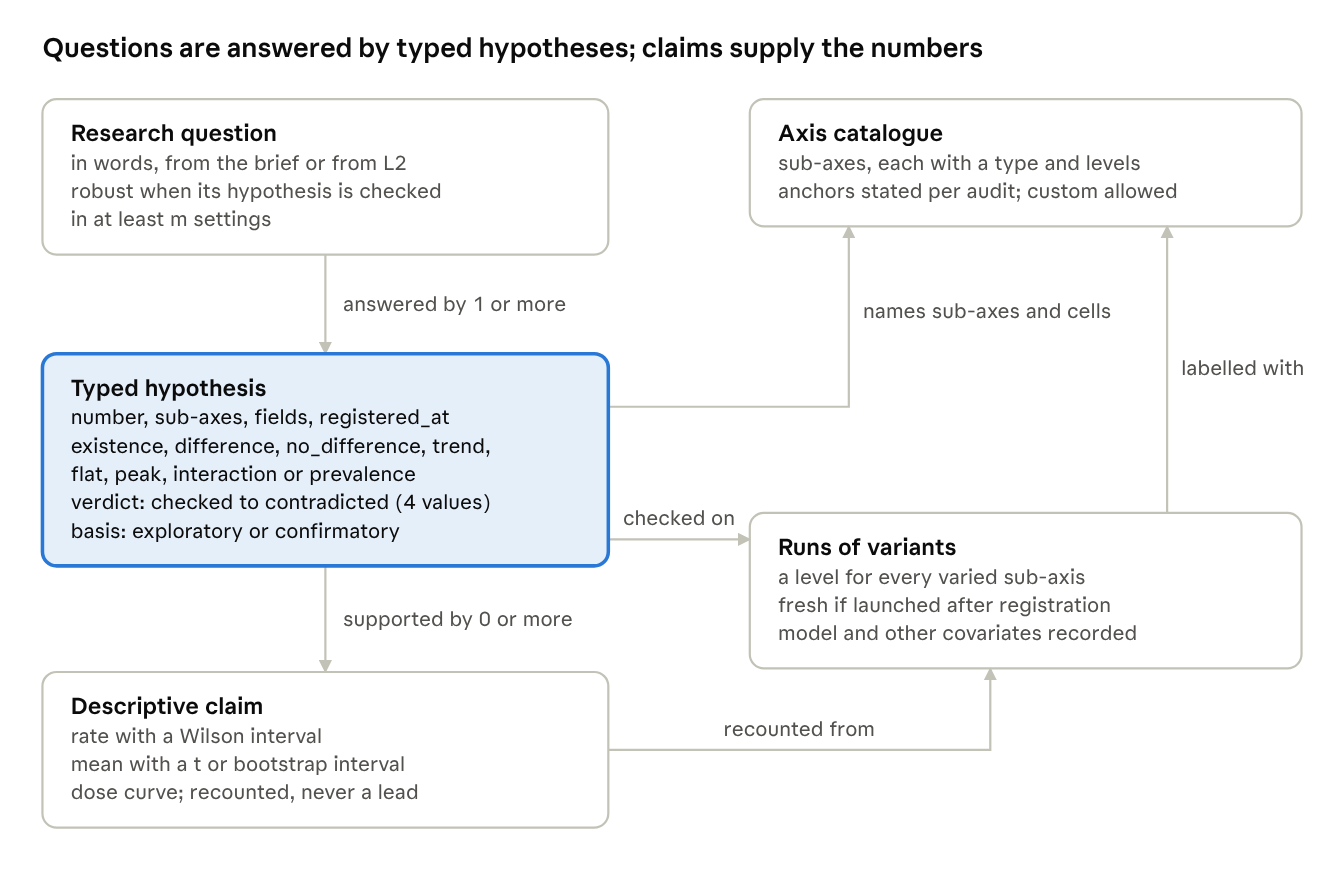 Questions are answered by typed hypotheses; claims supply the numbers
Research question
in words, from the brief or from L2
robust when its hypothesis is checked
in at least m settings
Axis catalogue
sub-axes, each with a type and levels
anchors stated per audit; custom allowed
answered by 1 or more
names sub-axes and cells
labelled with
Typed hypothesis
number, sub-axes, fields, registered_at
existence, difference, no_difference, trend,
flat, peak, interaction or prevalence
verdict: checked to contradicted (4 values)
basis: exploratory or confirmatory
checked on
Runs of variants
a level for every varied sub-axis
fresh if launched after registration
model and other covariates recorded
supported by 0 or more
Descriptive claim
rate with a Wilson interval
mean with a t or bootstrap interval
dose curve; recounted, never a lead
recounted from